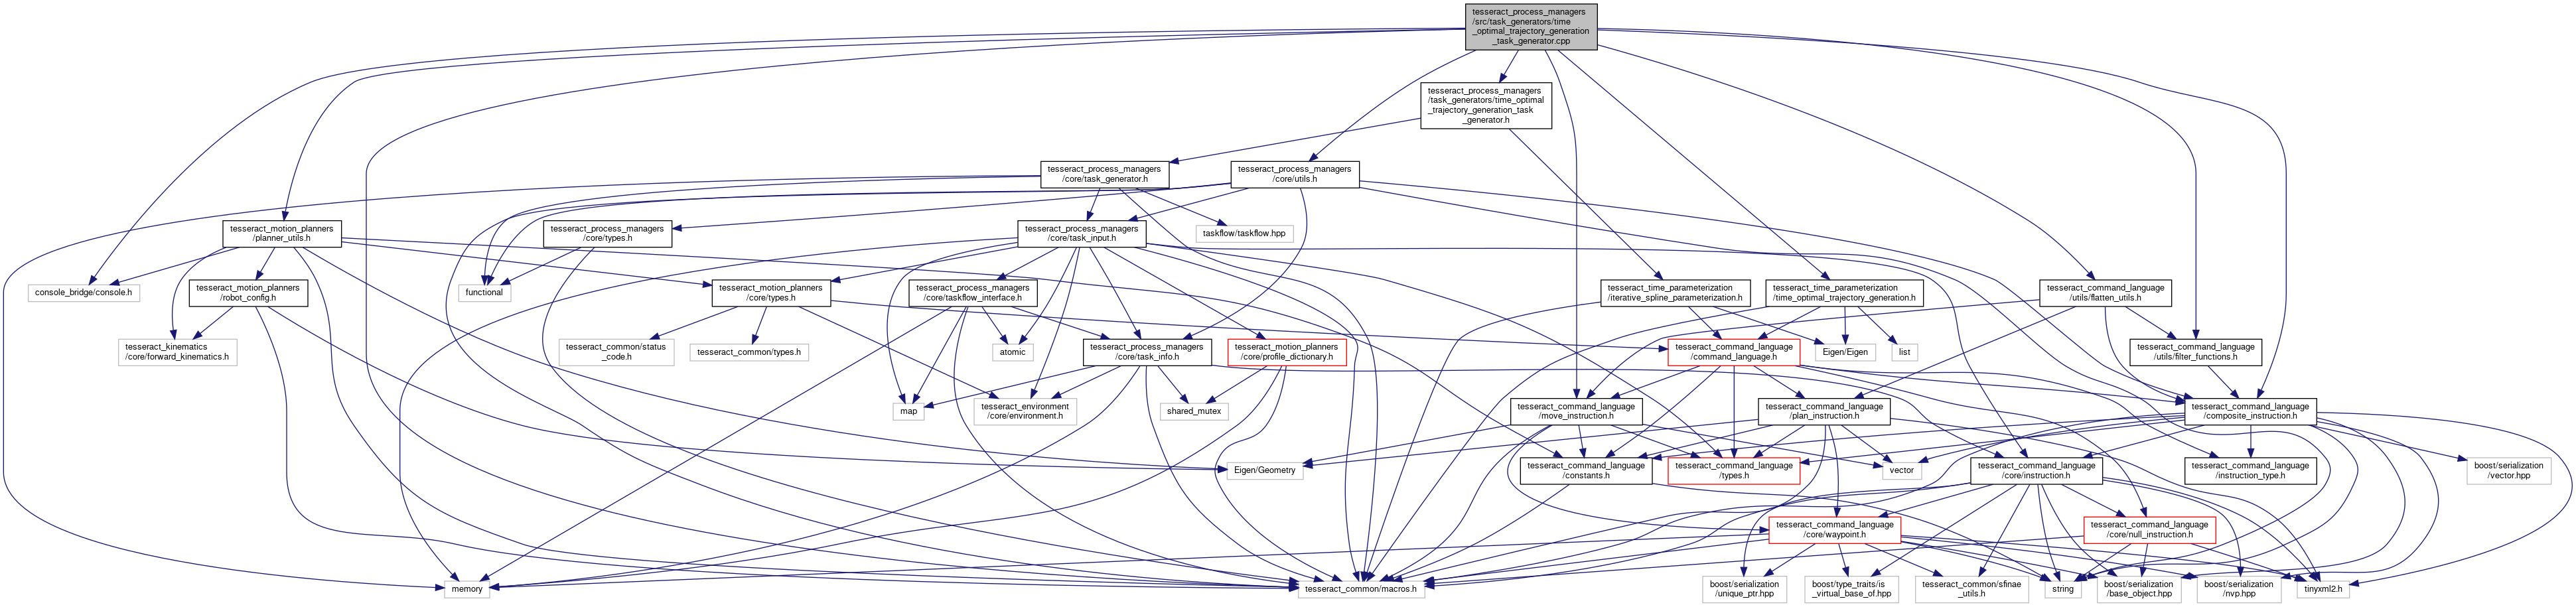 tesseract_process_managers
/src/task_generators/time
_optimal_trajectory_generation
_task_generator.cpp
tesseract_process_managers
/task_generators/time_optimal
_trajectory_generation_task
_generator.h
tesseract_process_managers
/core/task_generator.h
tesseract_process_managers
/core/utils.h
tesseract_motion_planners
/planner_utils.h
tesseract_process_managers
/core/types.h
tesseract_process_managers
/core/task_input.h
taskflow/taskflow.hpp
console_bridge/console.h
tesseract_motion_planners
/robot_config.h
functional
tesseract_motion_planners
/core/types.h
tesseract_process_managers
/core/taskflow_interface.h
tesseract_time_parameterization
/iterative_spline_parameterization.h
tesseract_time_parameterization
/time_optimal_trajectory_generation.h
tesseract_command_language
/utils/flatten_utils.h
tesseract_kinematics
/core/forward_kinematics.h
tesseract_common/status
_code.h
tesseract_common/types.h
atomic
tesseract_process_managers
/core/task_info.h
tesseract_motion_planners
/core/profile_dictionary.h
tesseract_command_language
/command_language.h
Eigen/Eigen
list
tesseract_command_language
/utils/filter_functions.h
map
tesseract_environment
/core/environment.h
shared_mutex
tesseract_command_language
/move_instruction.h
tesseract_command_language
/plan_instruction.h
tesseract_command_language
/composite_instruction.h
Eigen/Geometry
tesseract_command_language
/constants.h
tesseract_command_language
/types.h
vector
tesseract_command_language
/core/instruction.h
tesseract_command_language
/instruction_type.h
boost/serialization
/vector.hpp
tesseract_command_language
/core/waypoint.h
tesseract_command_language
/core/null_instruction.h
memory
tesseract_common/macros.h
boost/serialization
/unique_ptr.hpp
boost/type_traits/is
_virtual_base_of.hpp
tesseract_common/sfinae
_utils.h
string
boost/serialization
/base_object.hpp
boost/serialization
/nvp.hpp
tinyxml2.h